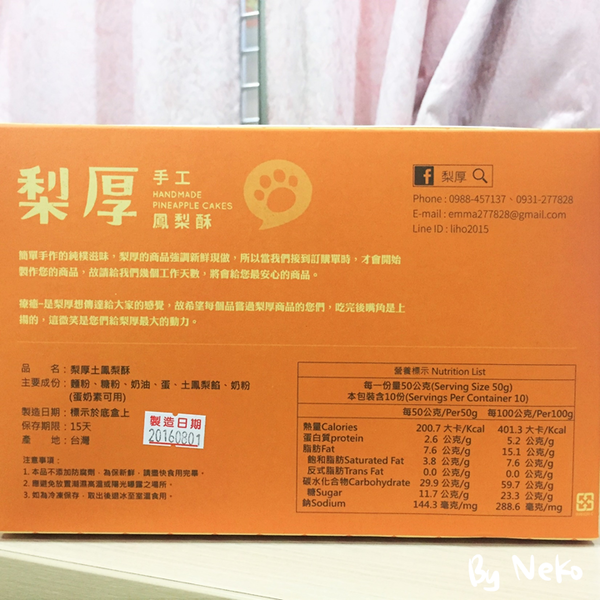 梨厚
手工
HANDMADE
PINEAPPLE CAKES
鳳梨酥
f 梨厚
Phone : 0988-457137、0931-277828
E-mail : emma277828@gmail.com
Line ID : liho2015
簡單手作的純樸滋味，梨厚的商品強調新鮮現做，所以當我們接到訂購單時，才會開始
製作您的商品，故請給我們幾個工作天數，將會給您最安心的商品。
療癒-是梨厚想傳達給大家的感覺，故希望每個品嘗過梨厚商品的您們，吃完後嘴角是上
揚的，這微笑是您們給梨厚最大的動力。
品　名：梨厚土鳳梨酥
主要成份：麵粉、糖粉、奶油、蛋、土鳳梨餡、奶粉
(蛋奶素可用)
製造日期：標示於底盒上
保存期限：15天
產　地：台灣
製造日期
20160801
注意事項：
1. 本品不添加防腐劑，為保新鮮，請盡快食用完畢。
2. 應避免放置潮濕高溫或陽光曝曬之場所。
3. 如為冷凍保存，取出後退冰至室溫食用。
營養標示 Nutrition List
每一份量50公克(Serving Size 50g)
本包裝含10份(Servings Per Container 10)
每50公克/Per50g 每100公克/Per100g
熱量Calories 200.7 大卡/Kcal 401.3 大卡/Kcal
蛋白質protein 2.6 公克/g 5.2 公克/g
脂肪Fat 7.6 公克/g 15.1 公克/g
飽和脂肪Saturated Fat 3.8 公克/g 7.6 公克/g
反式脂肪Trans Fat 0.0 公克/g 0.0 公克/g
碳水化合物Carbohydrate 29.9 公克/g 59.7 公克/g
糖Sugar 11.7 公克/g 23.3 公克/g
鈉Sodium 144.3 毫克/mg 288.6 毫克/mg
By Neko